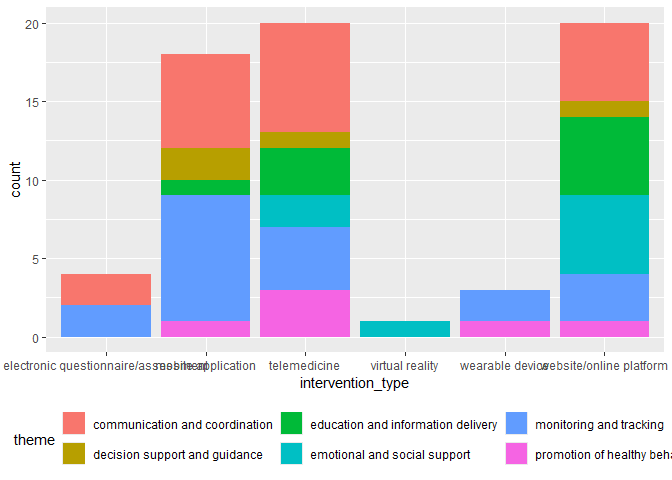 20
15
10
5
0
count
electronic questionnaire/assessment mobile application telemedicine virtual reality wearable device website/online platform
intervention_type
theme
communication and coordination education and information delivery monitoring and tracking
decision support and guidance emotional and social support promotion of healthy beha